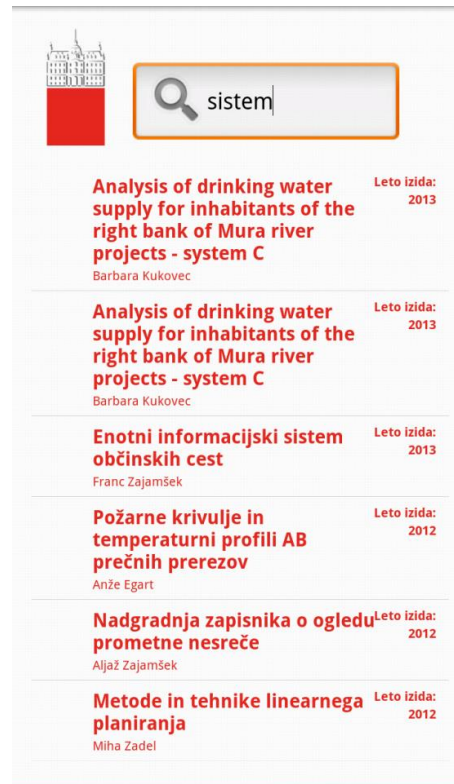 sistem
Analysis of drinking water
supply for inhabitants of the
right bank of Mura river
projects - system C
Barbara Kukovec
Leto izida:
2013
Analysis of drinking water
supply for inhabitants of the
right bank of Mura river
projects - system C
Barbara Kukovec
Leto izida:
2013
Enotni informacijski sistem
občinskih cest
Franc Zajamšek
Leto izida:
2013
Požarne krivulje in
temperaturni profili AB
prečnih prerezov
Anže Egart
Leto izida:
2012
Nadgradnja zapisnika o ogledu
prometne nesreče
Aljaž Zajamšek
Leto izida:
2012
Metode in tehnike linearnega
planiranja
Miha Zadel
Leto izida:
2012